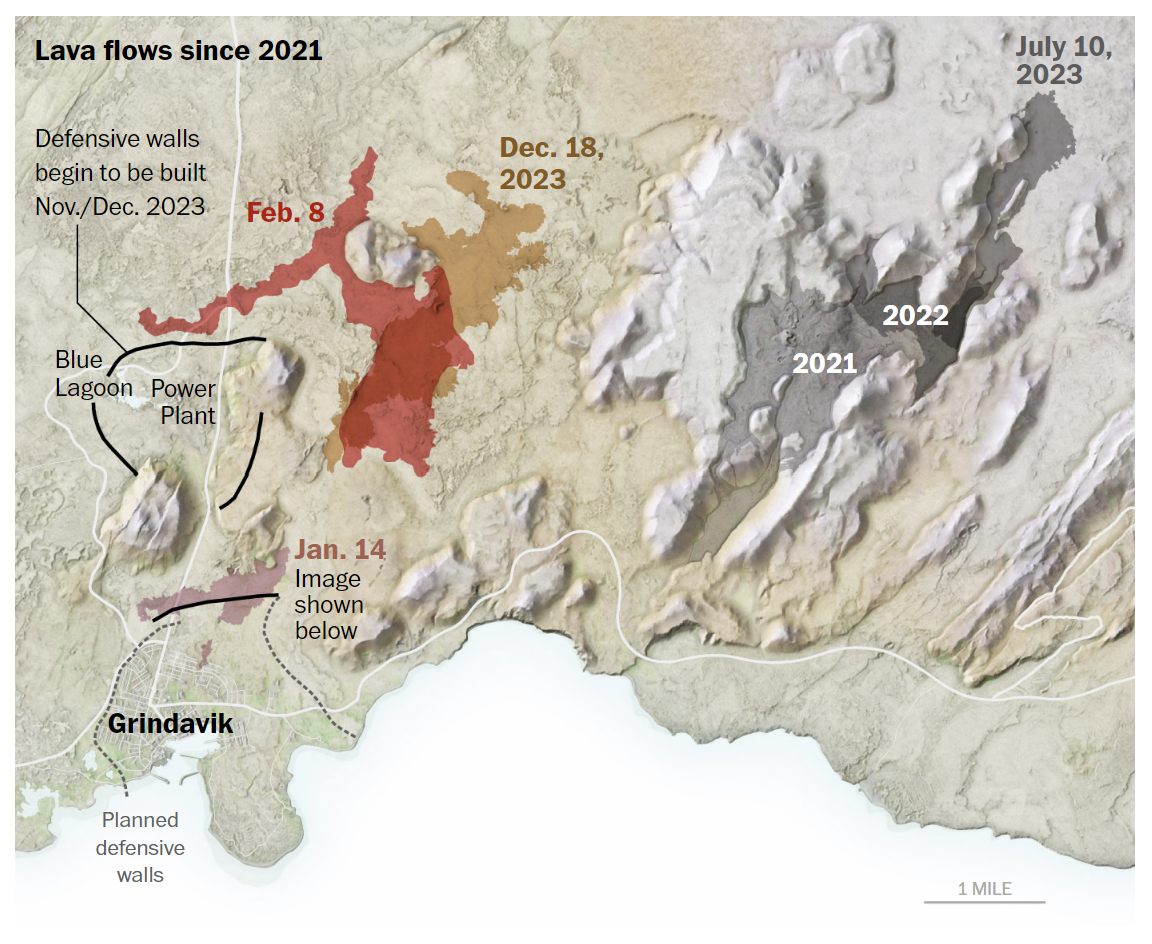 Lava flows since 2021
July 10,
2023
Defensive walls
begin to be built
Nov./Dec. 2023
Dec. 18,
2023
Feb. 8
2022
2021
Blue
Lagoon
Power
Plant
Jan. 14
Image
shown
below
Grindavik
Planned
defensive
walls
1 MILE